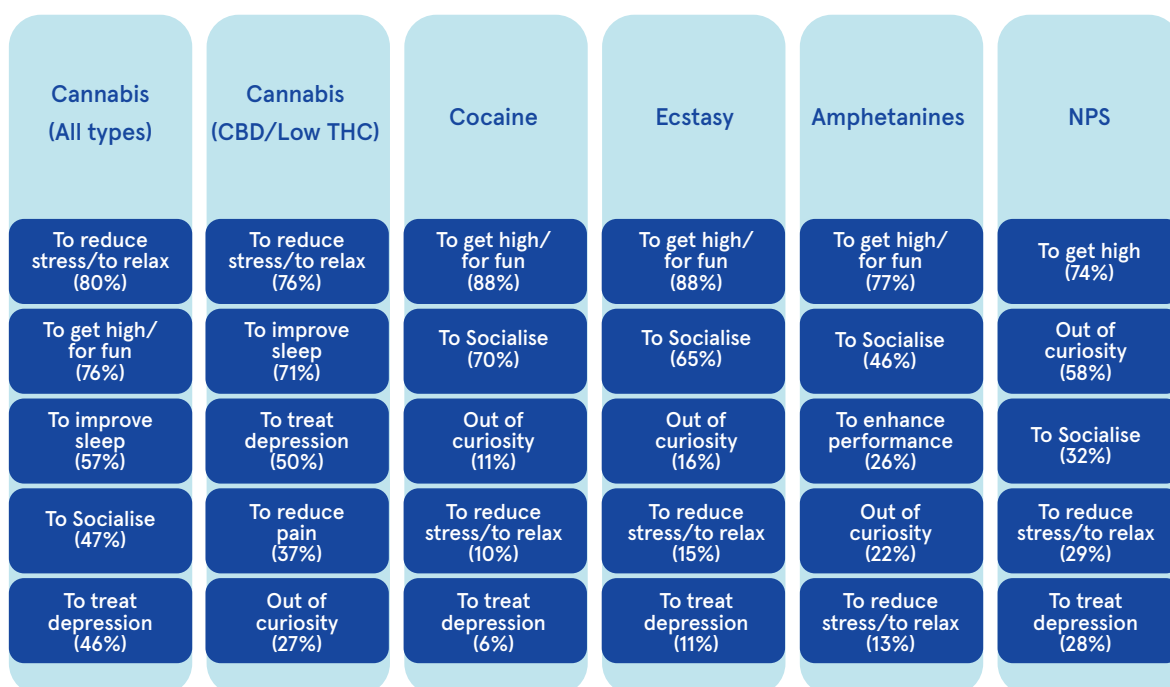 Cannabis
(All types)
To reduce
stress/to relax
(80%)
To get high/
for fun
(76%)
To improve
sleep
(57%)
To Socialise
(47%)
To treat
depression
(46%)
Cannabis
(CBD/Low THC)
To reduce
stress/to relax
(76%)
To improve
sleep
(71%)
To treat
depression
(50%)
To reduce
pain
(37%)
Out of
curiosity
(27%)
Cocaine
To get high/
for fun
(88%)
To Socialise
(70%)
Out of
curiosity
(11%)
To reduce
stress/to relax
(10%)
To treat
depression
(6%)
Ecstasy
To get high/
for fun
(88%)
To Socialise
(65%)
Out of
curiosity
(16%)
To reduce
stress/to relax
(15%)
To treat
depression
(11%)
Amphetanines
To get high/
for fun
(77%)
To Socialise
(46%)
To enhance
performance
(26%)
Out of
curiosity
(22%)
To reduce
stress/to relax
(13%)
NPS
To get high
(74%)
Out of
curiosity
(58%)
To Socialise
(32%)
To reduce
stress/to relax
(29%)
To treat
depression
(28%)